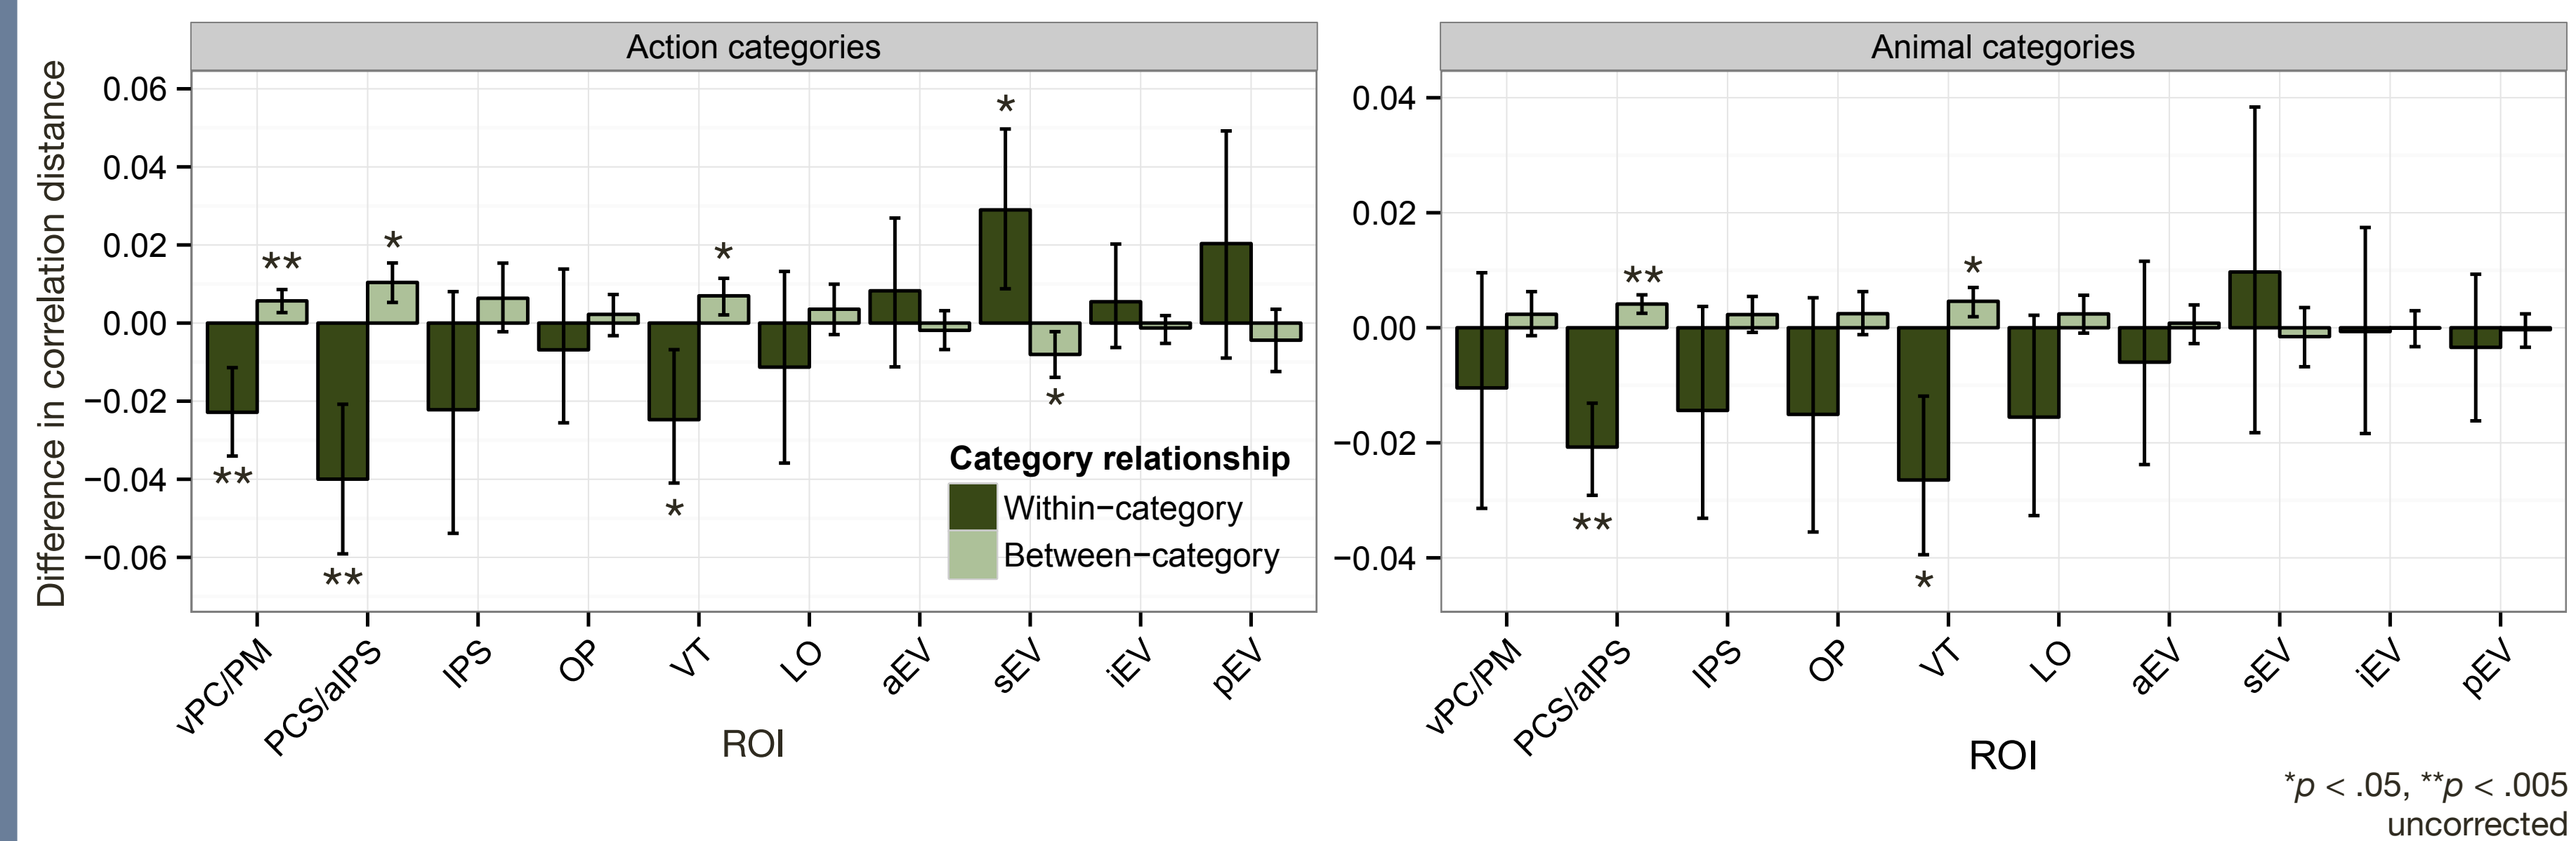 Action categories
Difference in correlation distance
0.06
0.04
0.02
0.00
−0.02
−0.04
−0.06
**
**
*
**
*
*
*
*
Category relationship
Within−category
Between−category
vPC/PM
PCS/aIPS
IPS
OP
VT
LO
aEV
sEV
iEV
pEV
ROI
Animal categories
0.04
0.02
0.00
−0.02
−0.04
**
**
*
*
vPC/PM
PCS/aIPS
IPS
OP
VT
LO
aEV
sEV
iEV
pEV
ROI
*p < .05, **p < .005
uncorrected